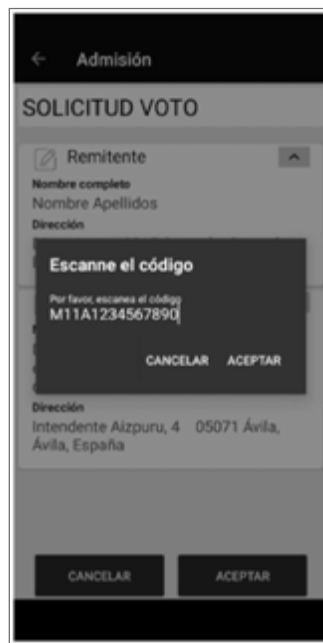 ← Admisión
SOLICITUD VOTO
Remitente
Nombre completo
Nombre Apellidos
Dirección
Escanne el código
Por favor, escanea el código
M11A1234567890
CANCELAR ACEPTAR
Dirección
Intendente Aizpuru, 4 05071 Ávila,
Ávila, España
CANCELAR ACEPTAR